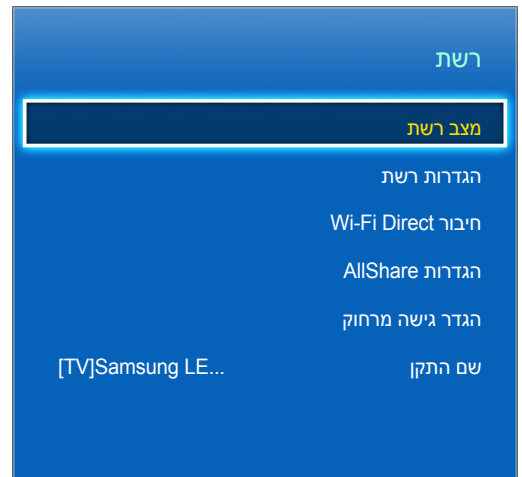 רשת
מצב רשת
הגדרות רשת
חיבור Wi-Fi Direct
הגדרות AllShare
הגדר גישה מרחוק
שם התקן [TV]Samsung LE...